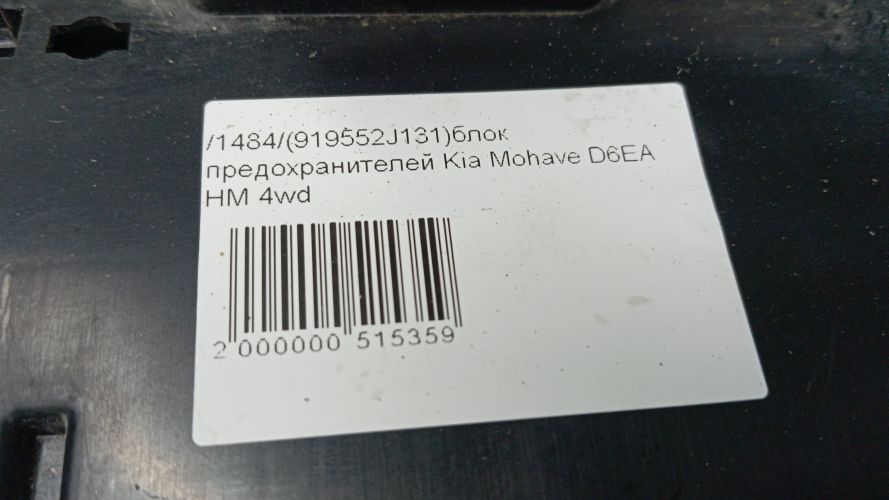 /1484/(919552J131)блок
предохранителей Kia Mohave D6EA
HM 4wd
2 000000 515359